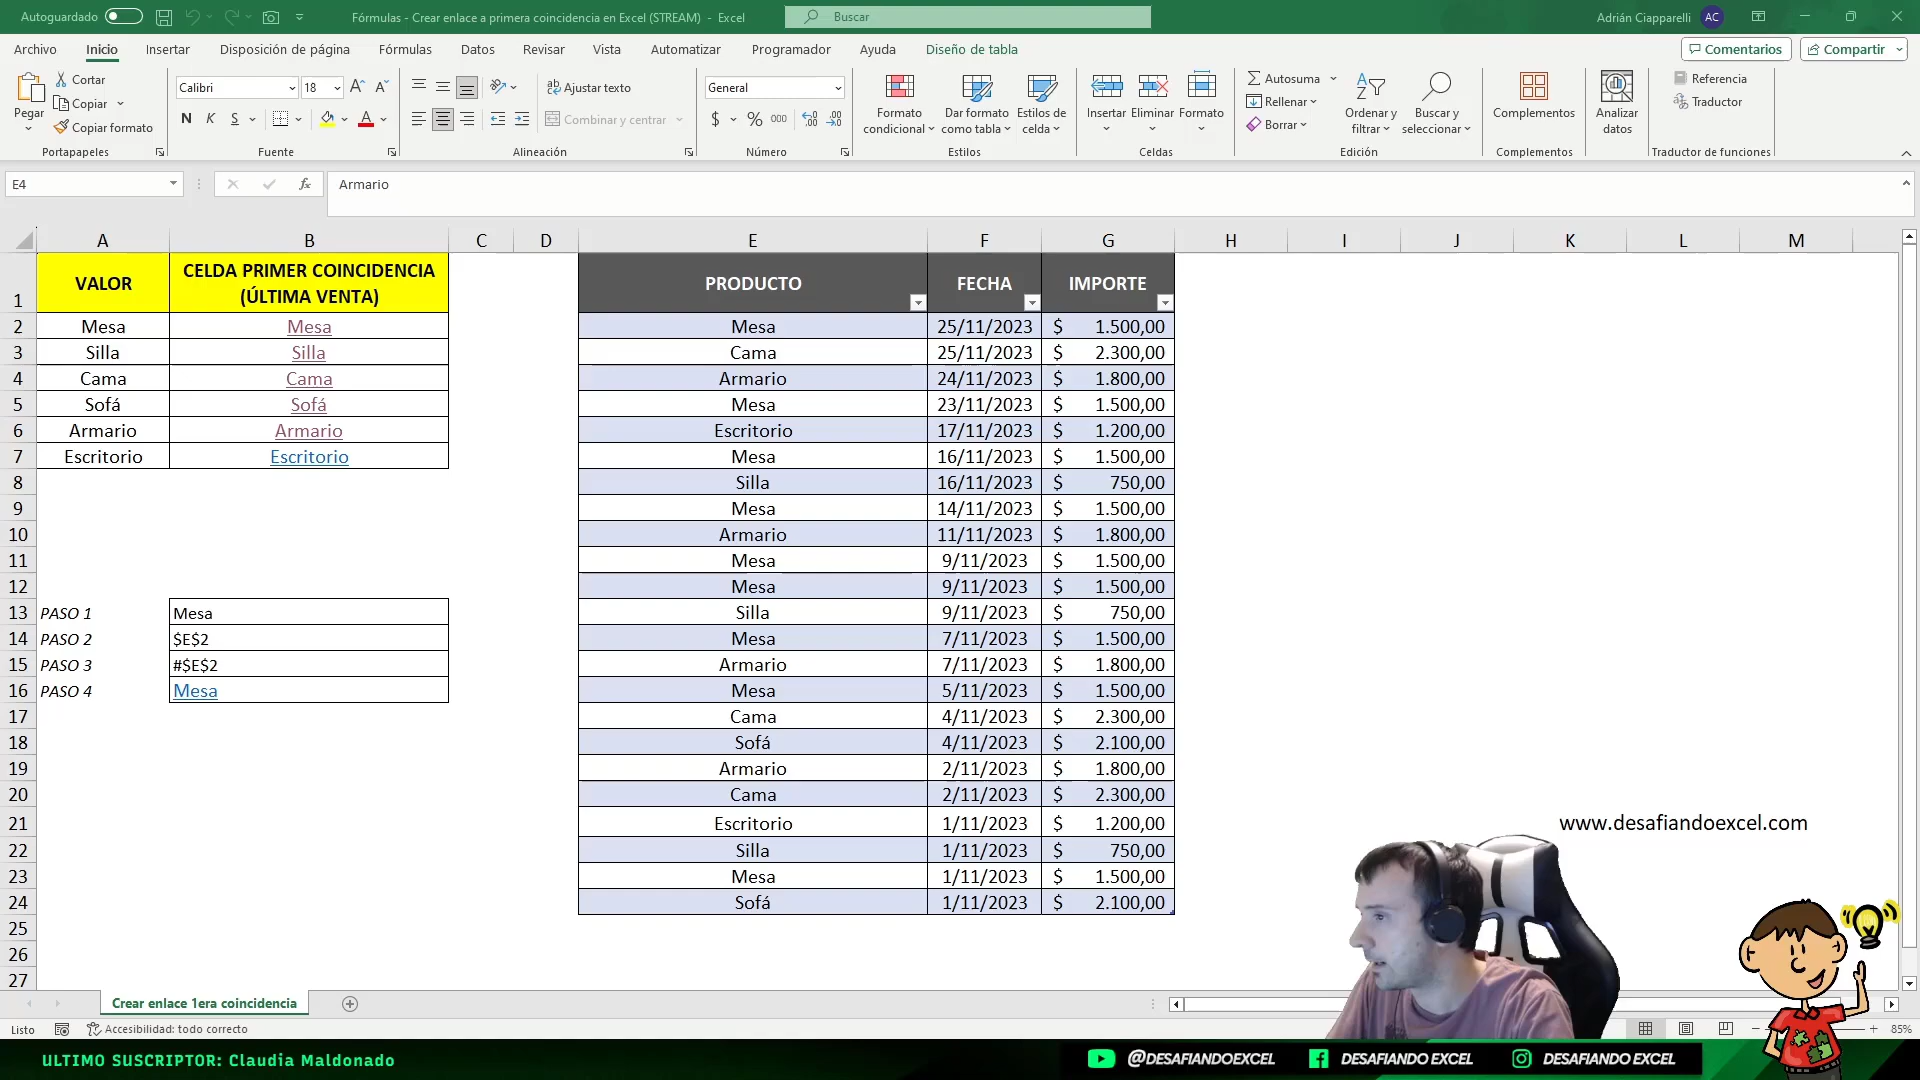 Autoguardado
Fórmulas - Crear enlace a primera coincidencia en Excel (STREAM) - Excel
Buscar
Adrián Ciapparelli AC
Archivo Inicio Insertar Disposición de página Fórmulas Datos Revisar Vista Automatizar Programador Ayuda Diseño de tabla
Comentarios Compartir
Pegar
Cortar
Copiar
Copiar formato
Portapapeles
Calibri 18
N K S
Fuente
Ajustar texto
Combinar y centrar
Alineación
General
$ % 000
Número
Formato condicional
Dar formato como tabla
Estilos de celda
Estilos
Insertar Eliminar Formato
Celdas
Autosuma
Rellenar
Borrar
Ordenar y filtrar
Buscar y seleccionar
Edición
Complementos
Complementos
Analizar datos
Referencia
Traductor
Traductor de funciones
E4 fx Armario
A B C D E F G H I J K L M
1 VALOR CELDA PRIMER COINCIDENCIA (ÚLTIMA VENTA) PRODUCTO FECHA IMPORTE
2 Mesa Mesa Mesa 25/11/2023 $ 1.500,00
3 Silla Silla Cama 25/11/2023 $ 2.300,00
4 Cama Cama Armario 24/11/2023 $ 1.800,00
5 Sofá Sofá Mesa 23/11/2023 $ 1.500,00
6 Armario Armario Escritorio 17/11/2023 $ 1.200,00
7 Escritorio Escritorio Mesa 16/11/2023 $ 1.500,00
8 Silla 16/11/2023 $ 750,00
9 Mesa 14/11/2023 $ 1.500,00
10 Armario 11/11/2023 $ 1.800,00
11 Mesa 9/11/2023 $ 1.500,00
12 Mesa 9/11/2023 $ 1.500,00
13 PASO 1 Mesa Silla 9/11/2023 $ 750,00
14 PASO 2 $E$2 Mesa 7/11/2023 $ 1.500,00
15 PASO 3 #$E$2 Armario 7/11/2023 $ 1.800,00
16 PASO 4 Mesa Mesa 5/11/2023 $ 1.500,00
17 Cama 4/11/2023 $ 2.300,00
18 Sofá 4/11/2023 $ 2.100,00
19 Armario 2/11/2023 $ 1.800,00
20 Cama 2/11/2023 $ 2.300,00
21 Escritorio 1/11/2023 $ 1.200,00
22 Silla 1/11/2023 $ 750,00
23 Mesa 1/11/2023 $ 1.500,00
24 Sofá 1/11/2023 $ 2.100,00
25
26
27
www.desafiandoexcel.com
Crear enlace 1era coincidencia
Listo Accesibilidad: todo correcto 85%
ULTIMO SUSCRIPTOR: Claudia Maldonado
@DESAFIANDOEXCEL DESAFIANDO EXCEL DESAFIANDO EXCEL